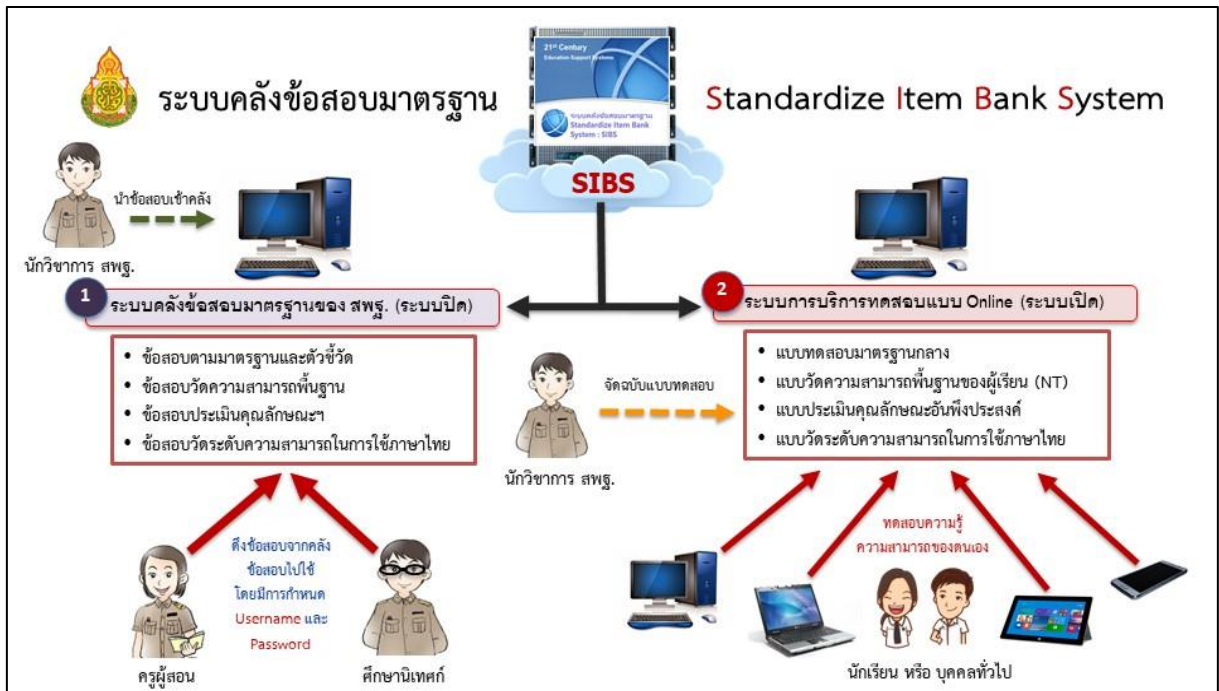 ระบบคลังข้อสอบมาตรฐาน
21st Century
Education Support Systems
ระบบคลังข้อสอบมาตรฐาน
Standardize Item Bank
System : SIBS
SIBS
Standardize Item Bank System
นำข้อสอบเข้าคลัง
นักวิชาการ สพฐ.
1
ระบบคลังข้อสอบมาตรฐานของ สพฐ. (ระบบปิด)
• ข้อสอบตามมาตรฐานและตัวชี้วัด
• ข้อสอบวัดความสามารถพื้นฐาน
• ข้อสอบประเมินคุณลักษณะฯ
• ข้อสอบวัดระดับความสามารถในการใช้ภาษาไทย
ดึงข้อสอบจากคลัง
ข้อสอบไปใช้
โดยมีการกำหนด
Username และ
Password
ครูผู้สอน
ศึกษานิเทศก์
จัดฉบับแบบทดสอบ
นักวิชาการ สพฐ.
2
ระบบการบริการทดสอบแบบ Online (ระบบเปิด)
• แบบทดสอบมาตรฐานกลาง
• แบบวัดความสามารถพื้นฐานของผู้เรียน (NT)
• แบบประเมินคุณลักษณะอันพึงประสงค์
• แบบวัดระดับความสามารถในการใช้ภาษาไทย
ทดสอบความรู้
ความสามารถของตนเอง
นักเรียน หรือ บุคคลทั่วไป